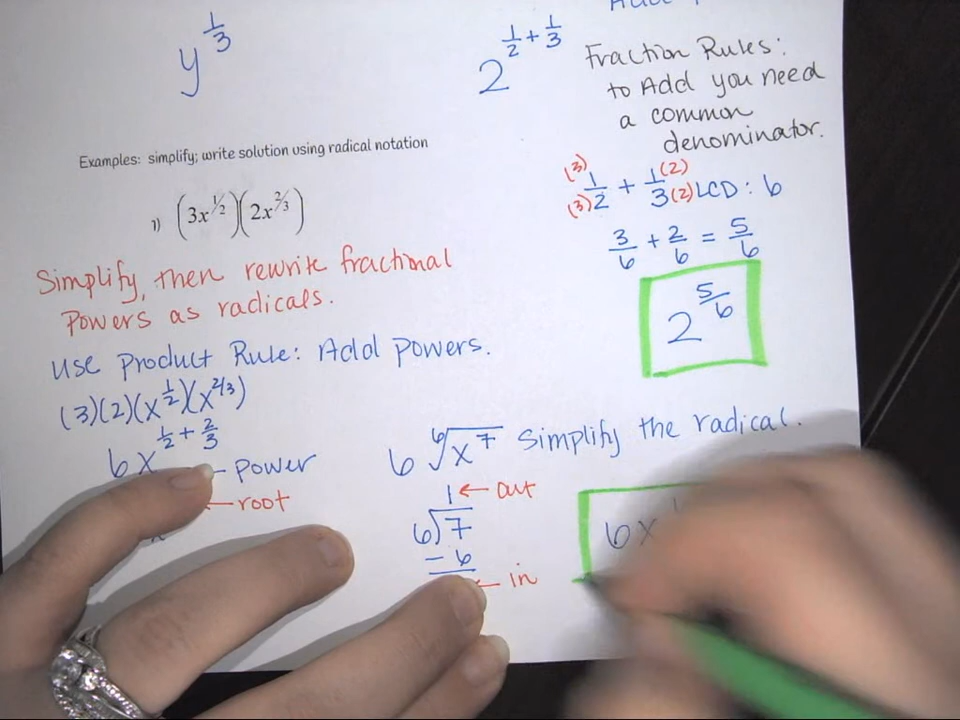 y^{1/3}
2^{1/2 + 1/3}
Fraction Rules:
to Add you need
a common
denominator.
(3) 1/2 (3) + 1 (2)/3 (2) LCD: 6
3/6 + 2/6 = 5/6
2^{5/6}
Examples: simplify; write solution using radical notation
1) (3x^{1/2})(2x^{2/3})
Simplify, then rewrite fractional
Powers as radicals.
Use Product Rule: Add Powers.
(3)(2)(x^{1/2})(x^{2/3})
6x^{1/2 + 2/3}
← power
← root
6 ⁶√x^7 Simplify the radical.
1 ← out
6)7
- 6
← in
6x